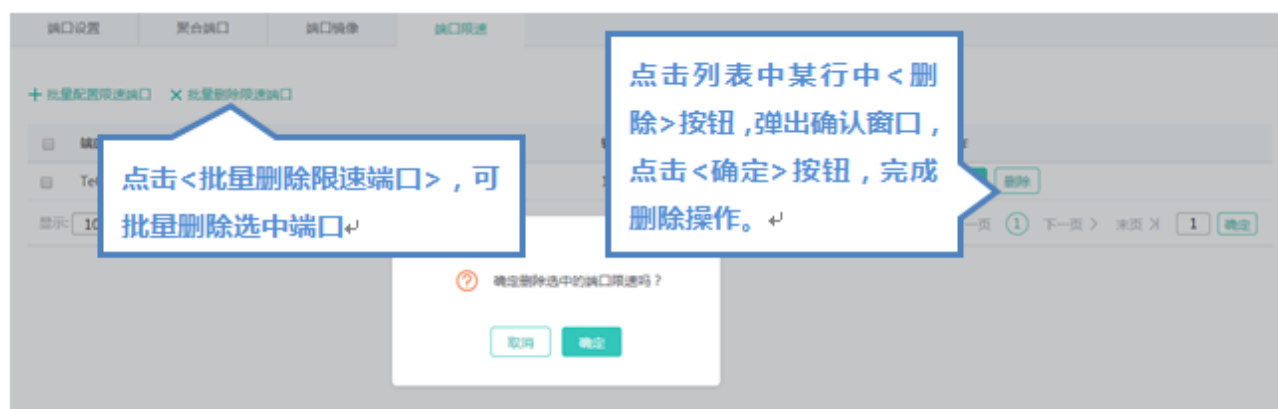 端口设置 聚合端口 端口镜像 端口限速
+ 批量配置限速端口 × 批量删除限速端口
点击列表中某行中<删
除>按钮,弹出确认窗口,
点击<确定>按钮,完成
删除操作。↵
点击<批量删除限速端口>,可
批量删除选中端口↵
删除
显示: 10
一页 1 下一页 > 末页 1 确定
确定删除选中的端口限速吗?
取消 确定